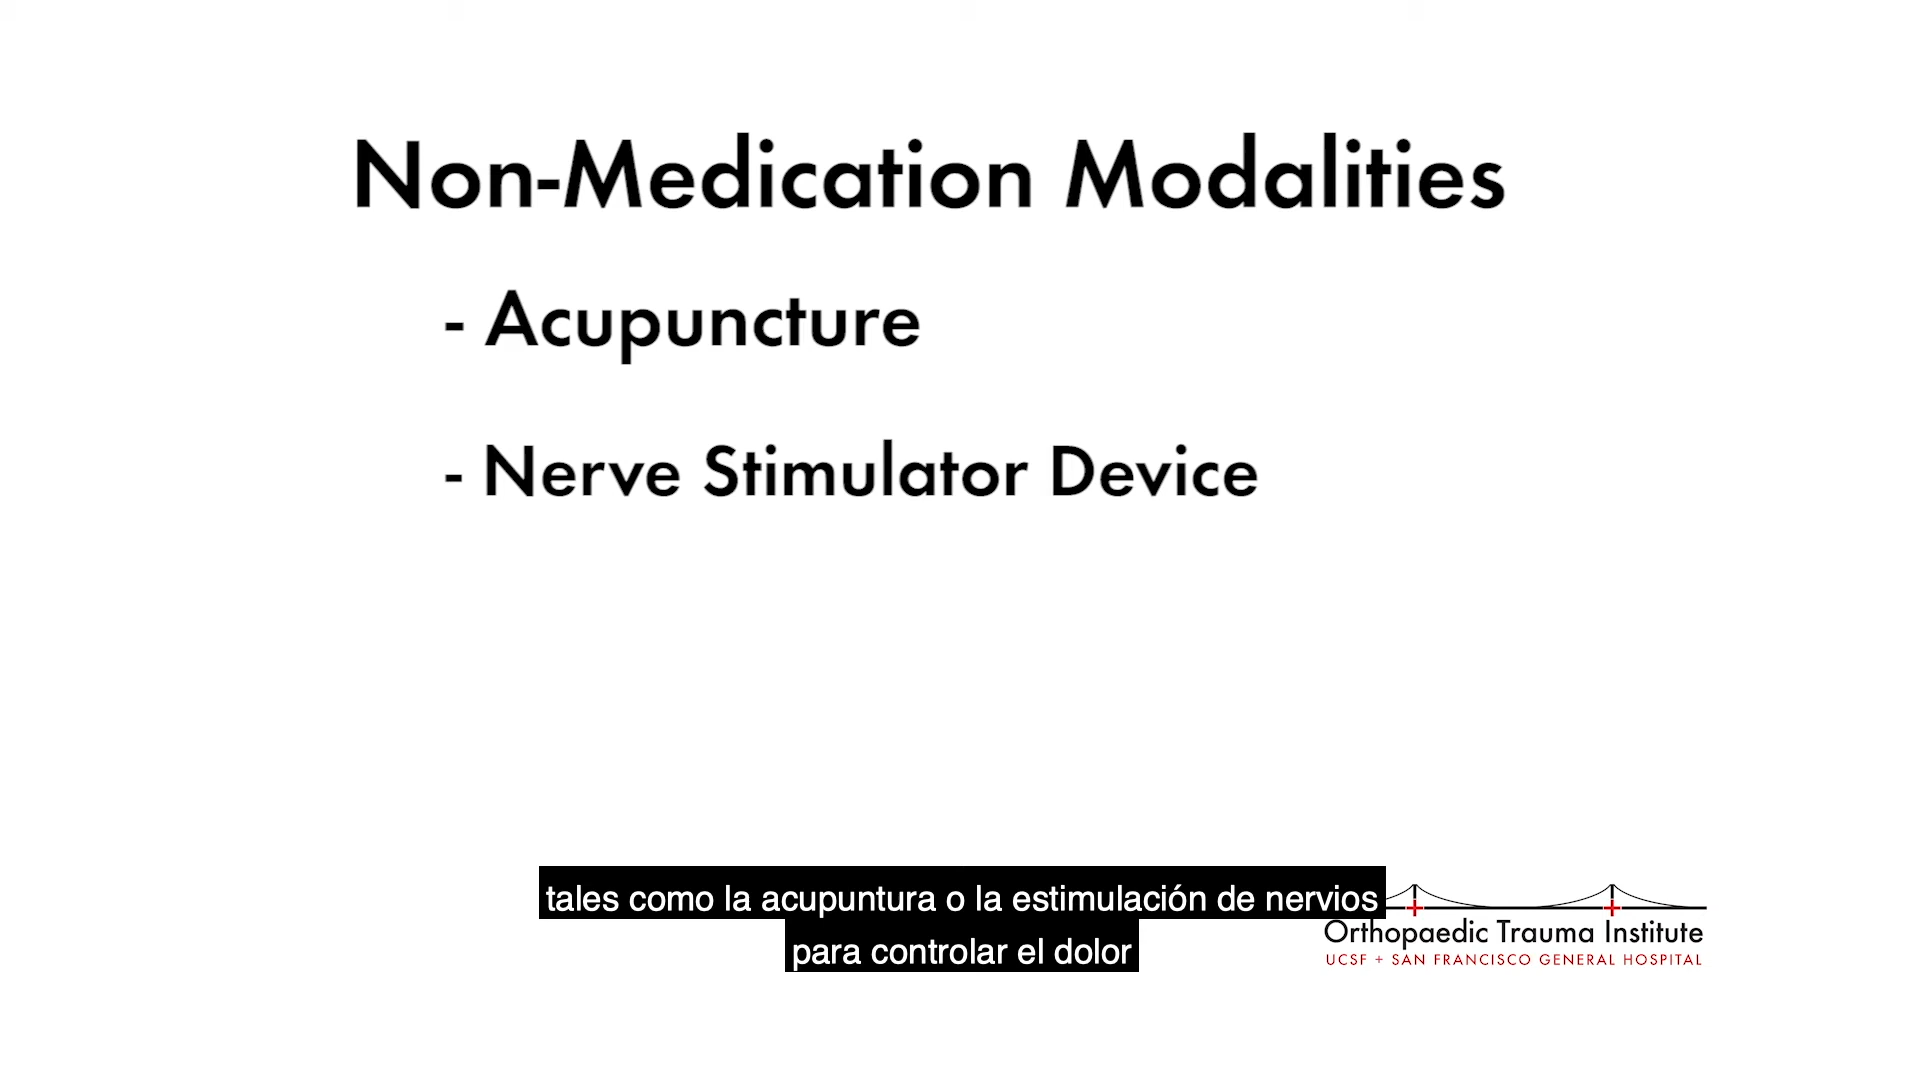 Non-Medication Modalities
- Acupuncture
- Nerve Stimulator Device
tales como la acupuntura o la estimulación de nervios
para controlar el dolor
Orthopaedic Trauma Institute
UCSF + SAN FRANCISCO GENERAL HOSPITAL